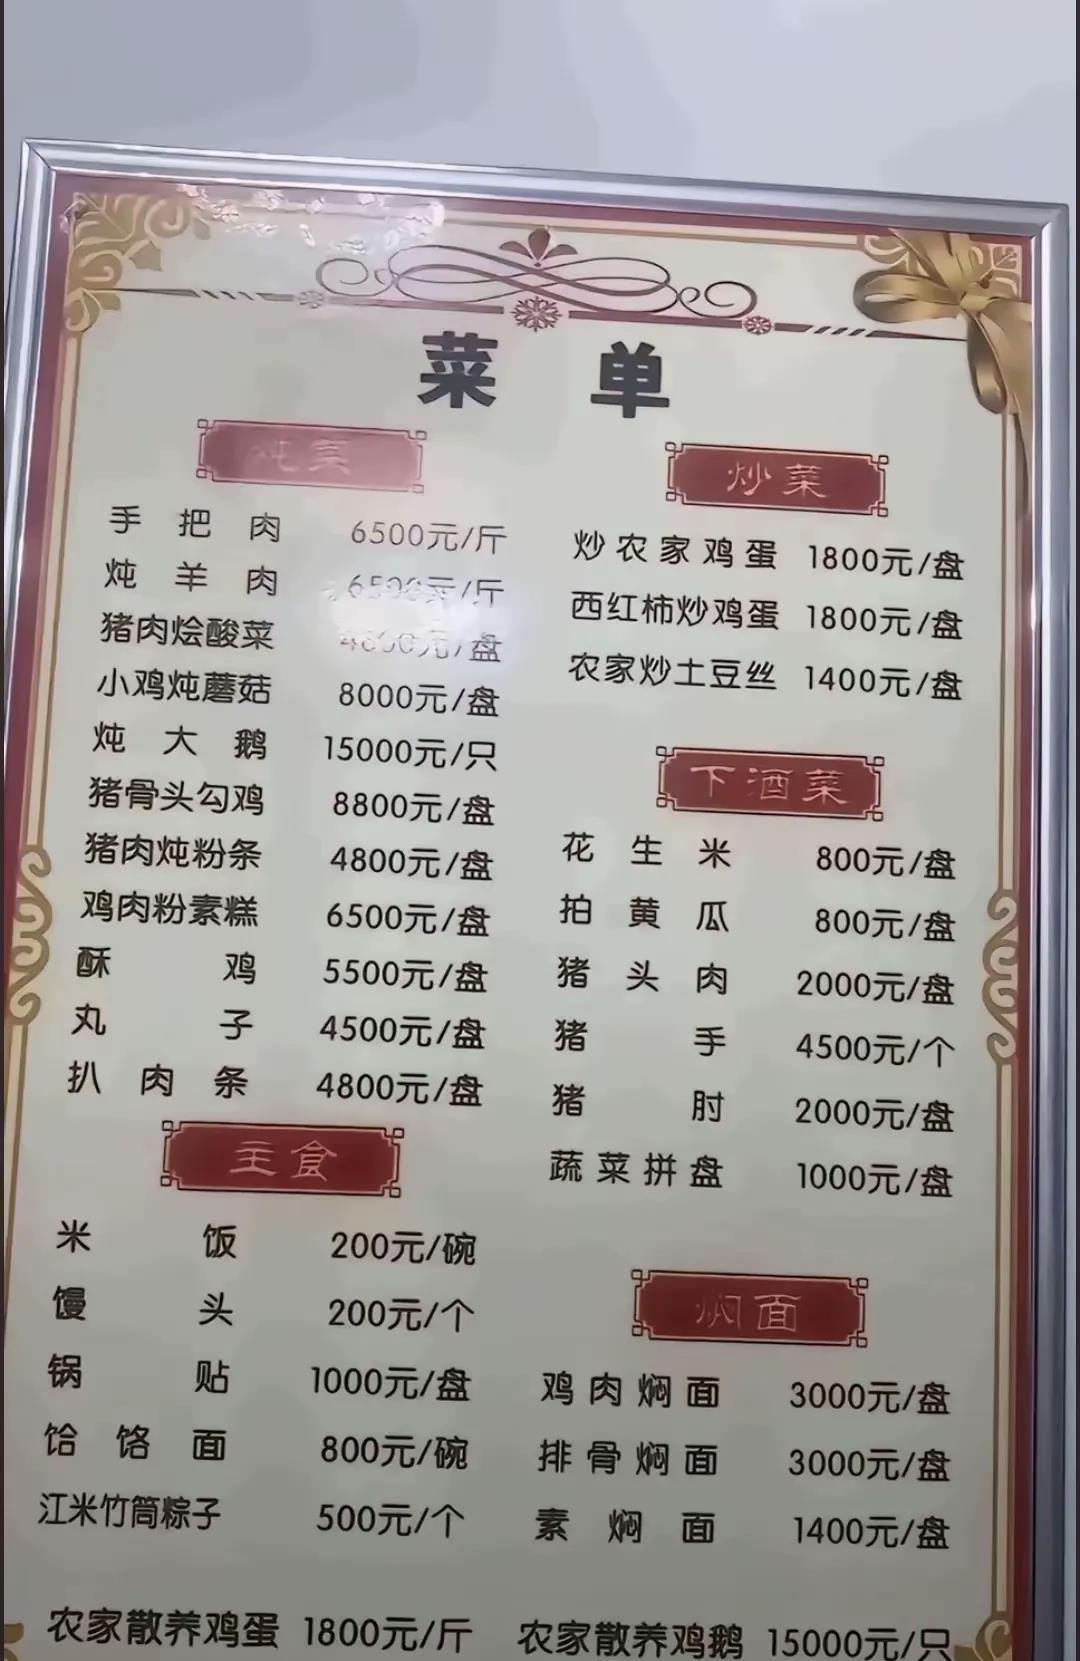 菜单
炖菜
手把肉 6500元/斤
炖羊肉 6500元/斤
猪肉烩酸菜 4800元/盘
小鸡炖蘑菇 8000元/盘
炖大鹅 15000元/只
猪骨头勾鸡 8800元/盘
猪肉炖粉条 4800元/盘
鸡肉粉素糕 6500元/盘
酥鸡 5500元/盘
丸子 4500元/盘
扒肉条 4800元/盘
主食
米饭 200元/碗
馒头 200元/个
锅贴 1000元/盘
饸饹面 800元/碗
江米竹筒粽子 500元/个
炒菜
炒农家鸡蛋 1800元/盘
西红柿炒鸡蛋 1800元/盘
农家炒土豆丝 1400元/盘
下酒菜
花生米 800元/盘
拍黄瓜 800元/盘
猪头肉 2000元/盘
猪手 4500元/个
猪肘 2000元/盘
蔬菜拼盘 1000元/盘
焖面
鸡肉焖面 3000元/盘
排骨焖面 3000元/盘
素焖面 1400元/盘
农家散养鸡蛋 1800元/斤
农家散养鸡鹅 15000元/只